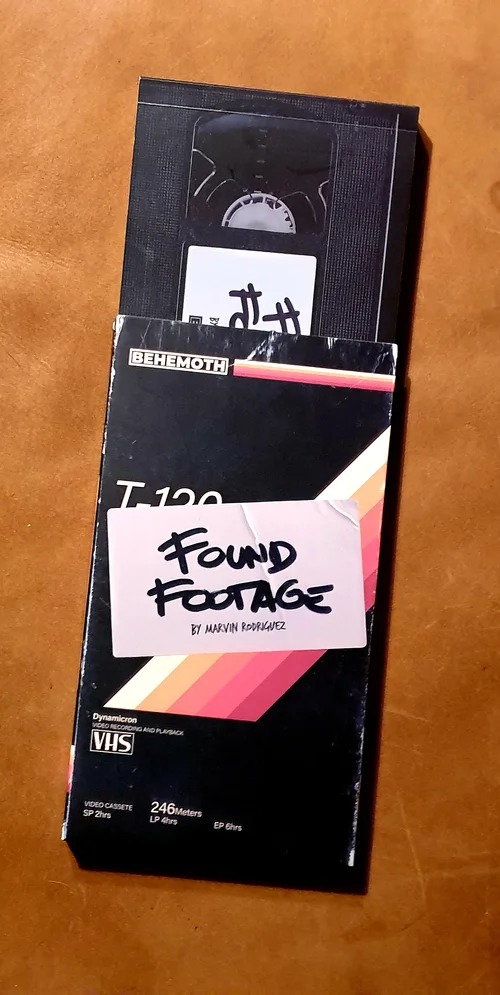 BEHEMOTH
T-120
FOUND
FOOTAGE
BY MARVIN RODRIGUEZ
Dynamicron
VIDEO RECORDING AND PLAYBACK
VHS
VIDEO CASSETE
246Meters
SP 2hrs
LP 4hrs
EP 6hrs